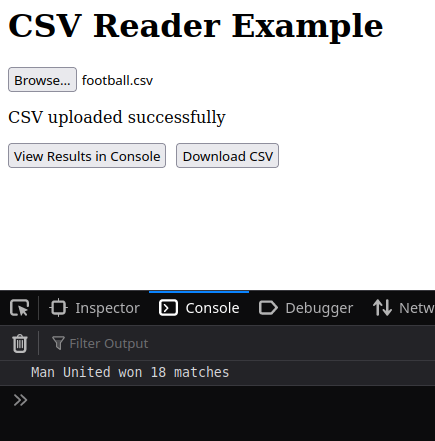 CSV Reader Example
Browse... football.csv
CSV uploaded successfully
View Results in Console Download CSV
Inspector Console Debugger Netw
Filter Output
Man United won 18 matches